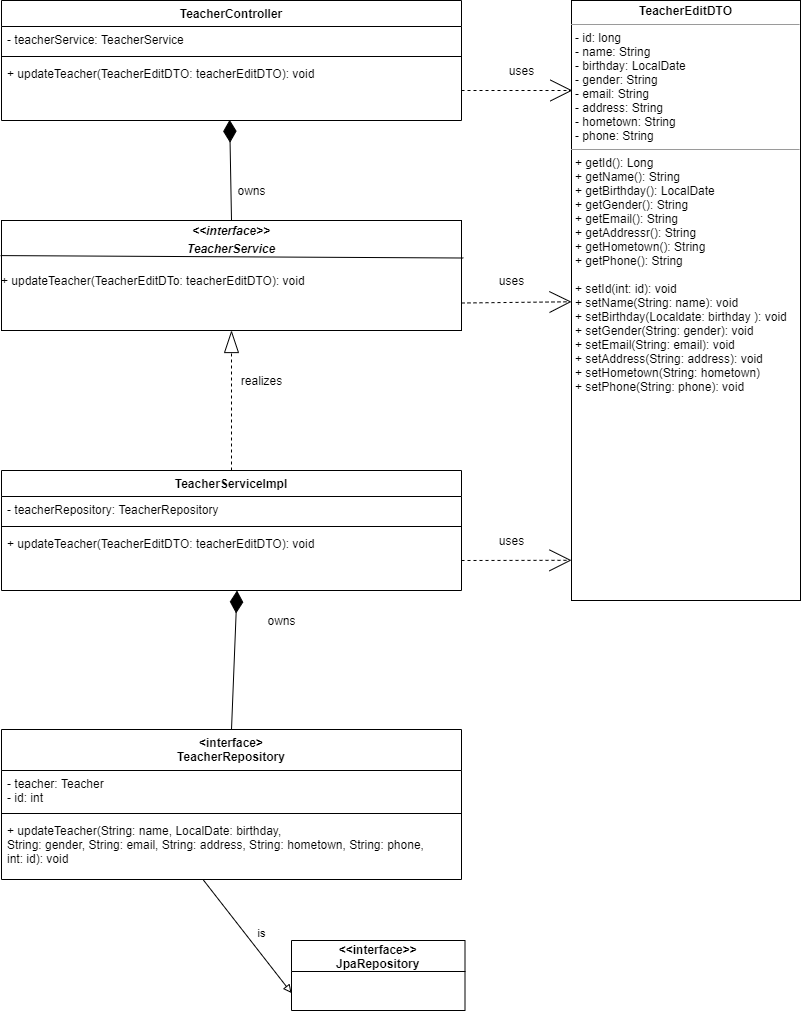 TeacherController
- teacherService: TeacherService
+ updateTeacher(TeacherEditDTO: teacherEditDTO): void
uses
owns
<<interface>>
TeacherService
+ updateTeacher(TeacherEditDTo: teacherEditDTO): void
uses
realizes
TeacherServiceImpl
- teacherRepository: TeacherRepository
+ updateTeacher(TeacherEditDTO: teacherEditDTO): void
uses
owns
<interface>
TeacherRepository
- teacher: Teacher
- id: int
+ updateTeacher(String: name, LocalDate: birthday,
String: gender, String: email, String: address, String: hometown, String: phone,
int: id): void
is
<<interface>>
JpaRepository
TeacherEditDTO
- id: long
- name: String
- birthday: LocalDate
- gender: String
- email: String
- address: String
- hometown: String
- phone: String
+ getId(): Long
+ getName(): String
+ getBirthday(): LocalDate
+ getGender(): String
+ getEmail(): String
+ getAddressr(): String
+ getHometown(): String
+ getPhone(): String
+ setId(int: id): void
+ setName(String: name): void
+ setBirthday(Localdate: birthday ): void
+ setGender(String: gender): void
+ setEmail(String: email): void
+ setAddress(String: address): void
+ setHometown(String: hometown)
+ setPhone(String: phone): void